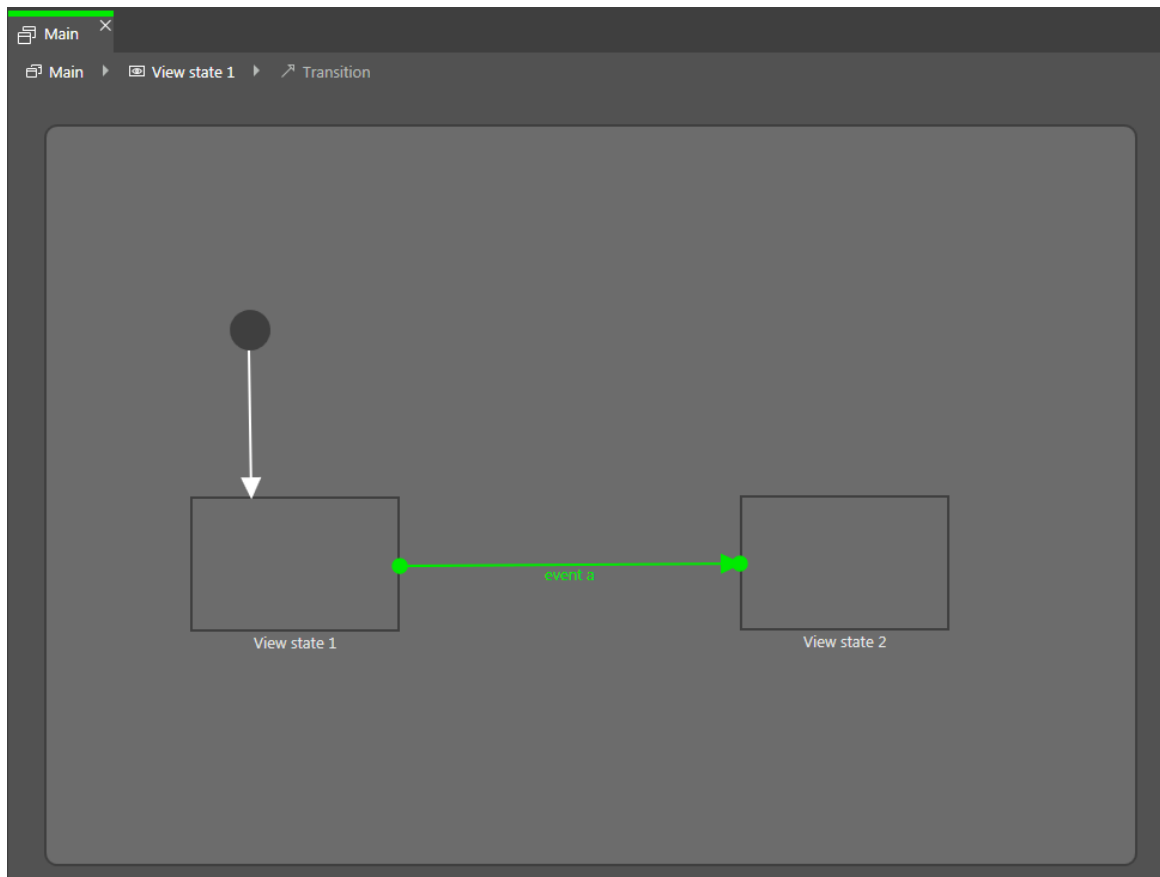 Main
Main View state 1 Transition
event a
View state 1
View state 2